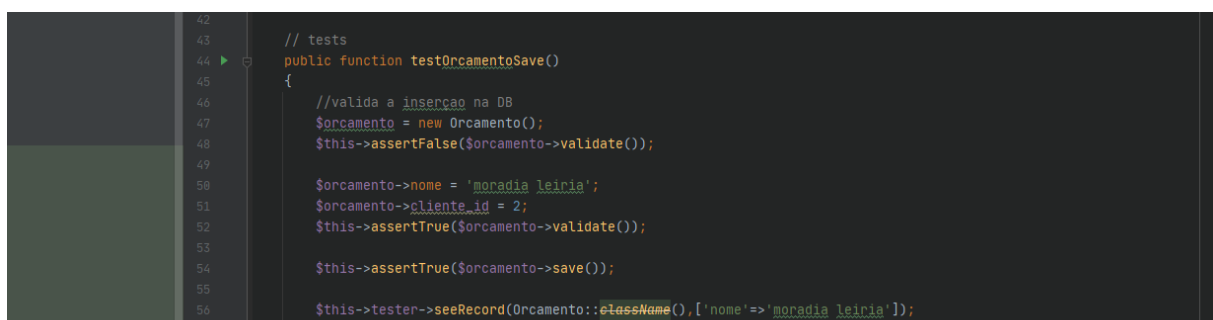 42
43 // tests
44 public function testOrcamentoSave()
45 {
46 //valida a inserçao na DB
47 $orcamento = new Orcamento();
48 $this->assertFalse($orcamento->validate());
49
50 $orcamento->nome = 'moradia leiria';
51 $orcamento->cliente_id = 2;
52 $this->assertTrue($orcamento->validate());
53
54 $this->assertTrue($orcamento->save());
55
56 $this->tester->seeRecord(Orcamento::className(),['nome'=>'moradia leiria']);